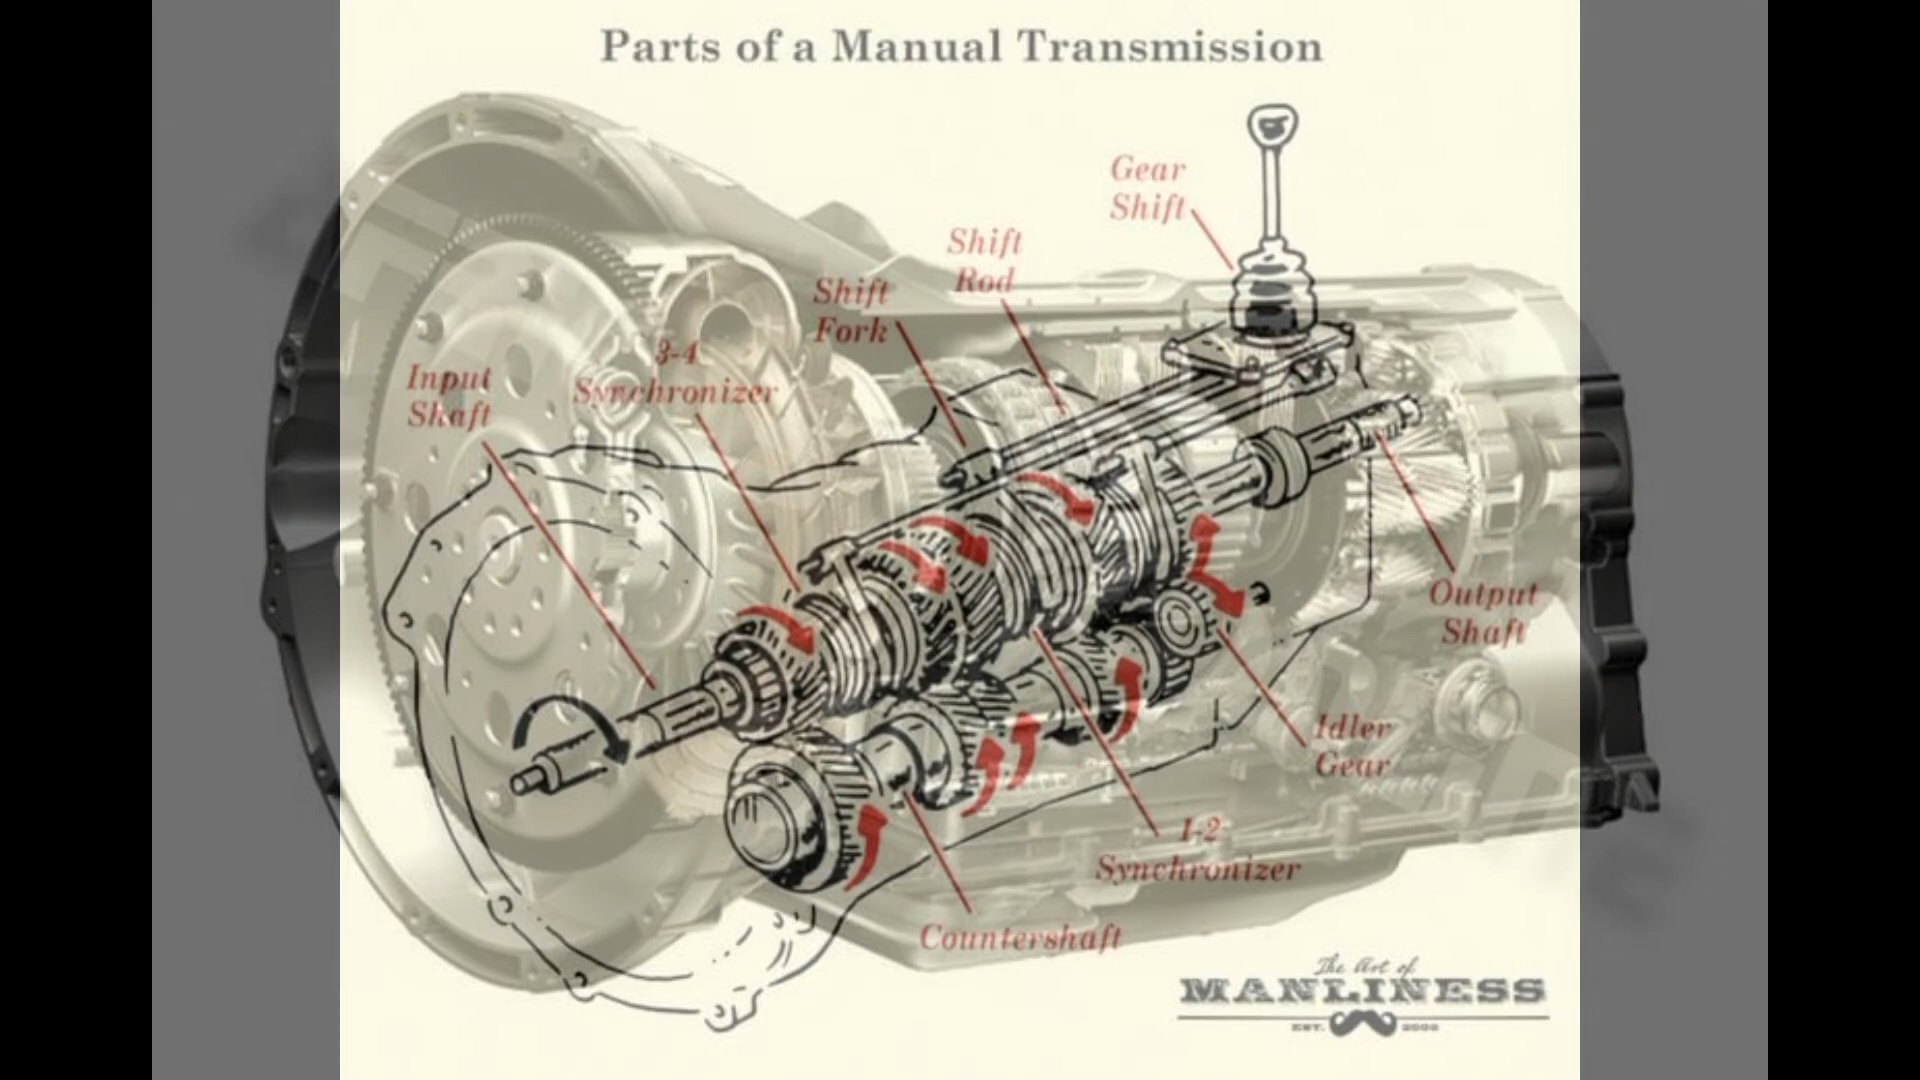 Parts of a Manual Transmission
Gear
Shift
Shift
Rod
Shift
Fork
3-4
Synchronizer
Input
Shaft
Output
Shaft
Idler
Gear
1-2
Synchronizer
Countershaft
The Art of
MANLINESS
EST. 2008